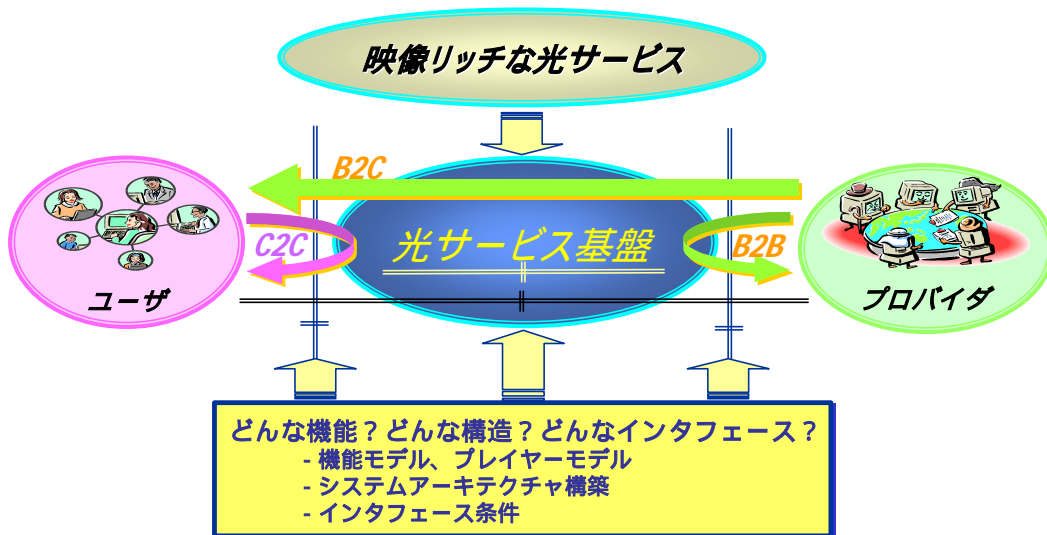 映像リッチな光サービス
B2C
C2C
光サービス基盤
B2B
ユーザ
プロバイダ
どんな機能？どんな構造？どんなインタフェース？
- 機能モデル、プレイヤーモデル
- システムアーキテクチャ構築
- インタフェース条件